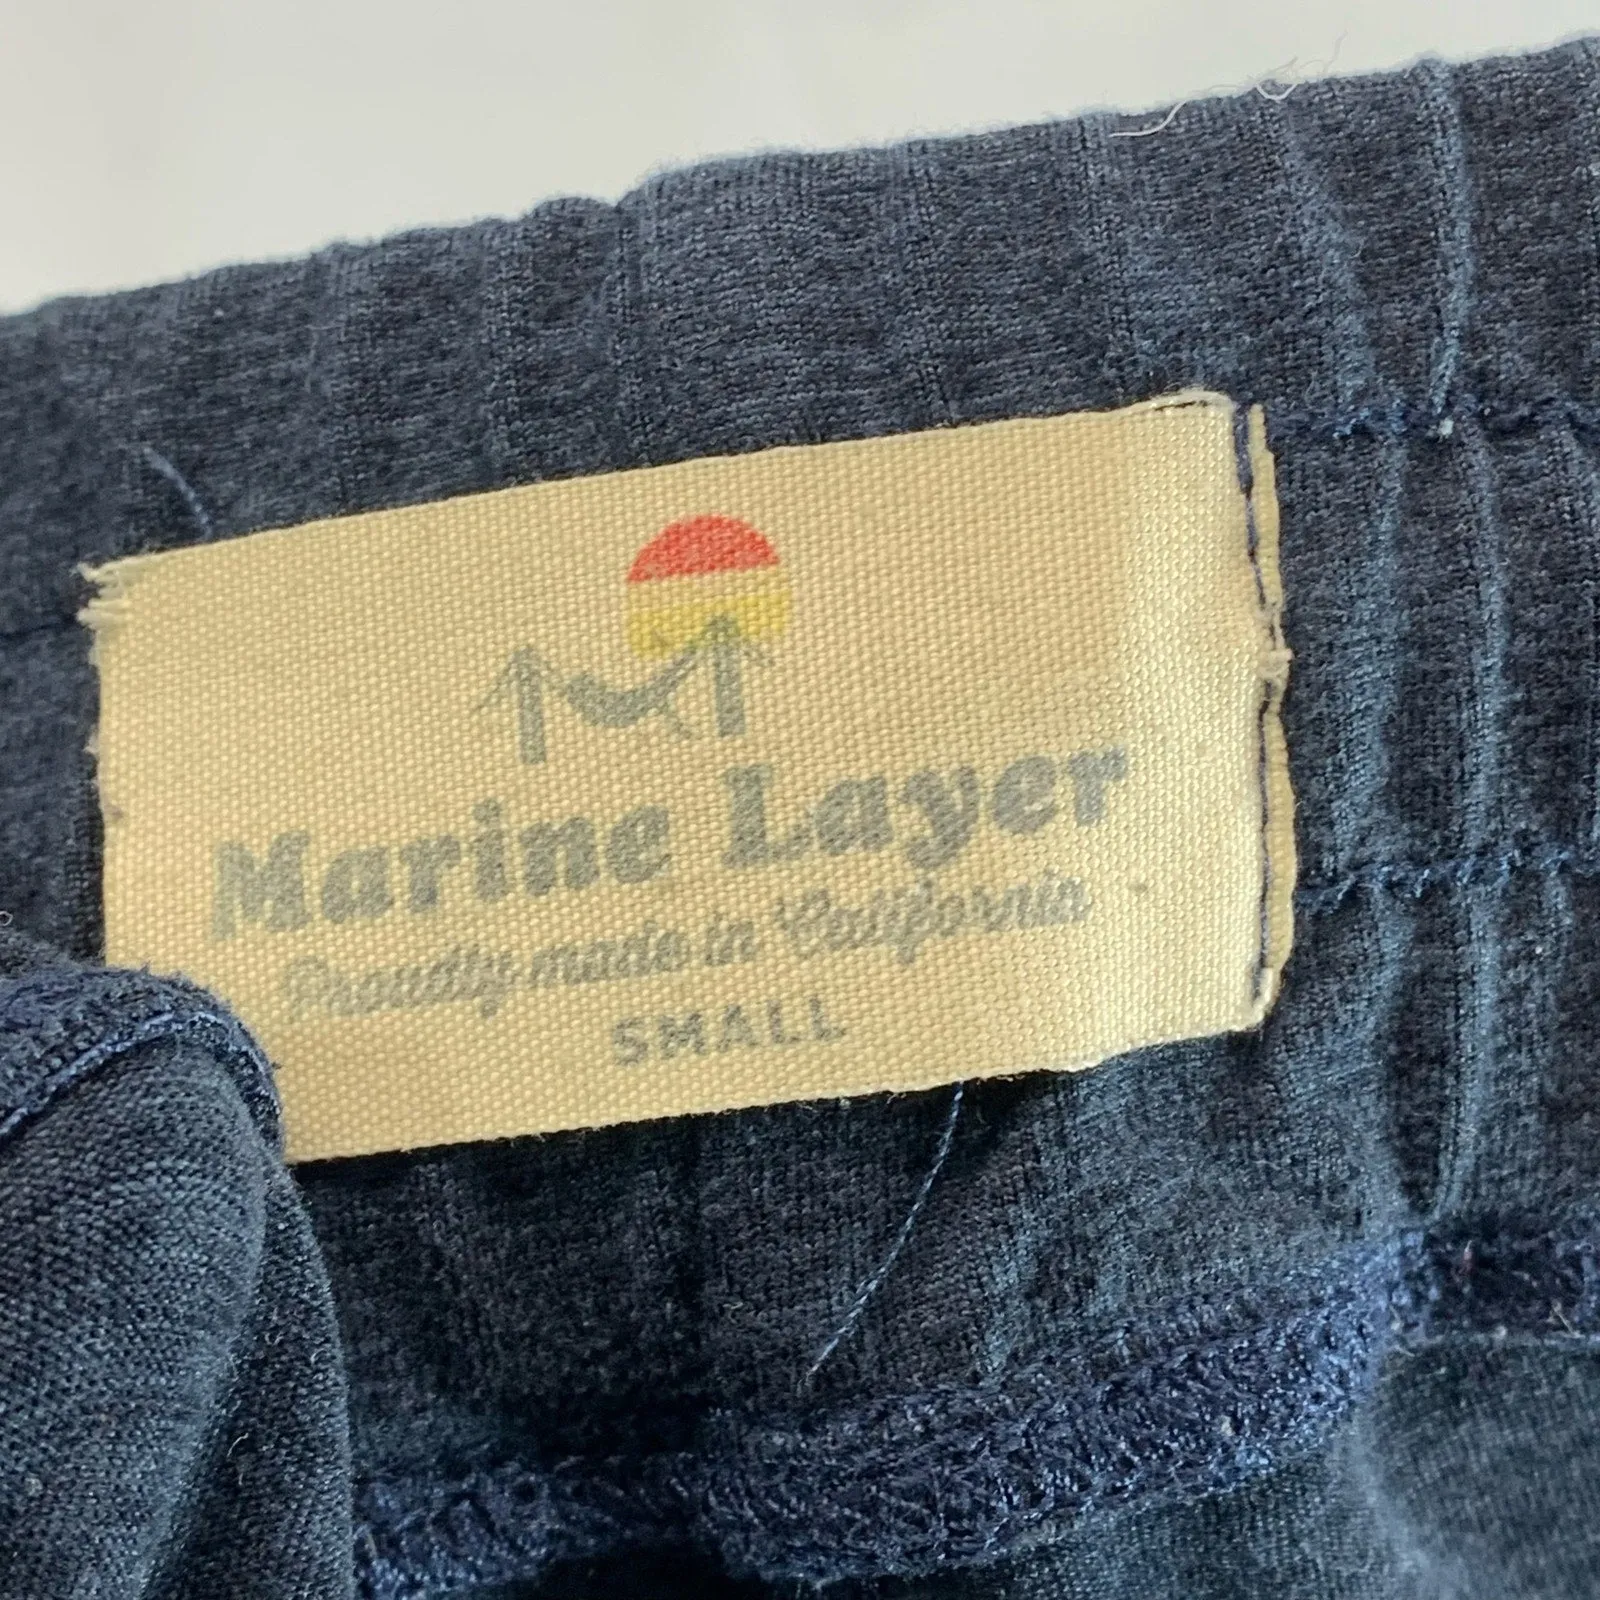 Marine Layer
Proudly made in California
SMALL